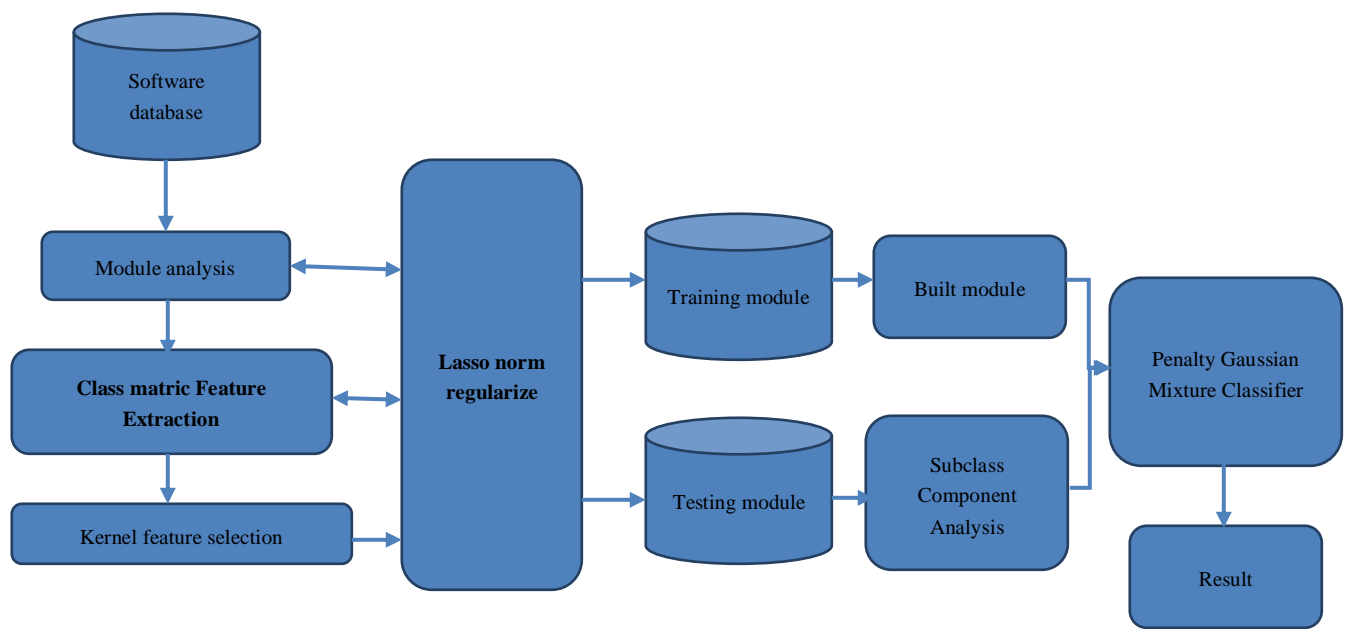 Software
database
Module analysis
Class matric Feature
Extraction
Kernel feature selection
Lasso norm
regularize
Training module
Built module
Testing module
Subclass
Component
Analysis
Penalty Gaussian
Mixture Classifier
Result